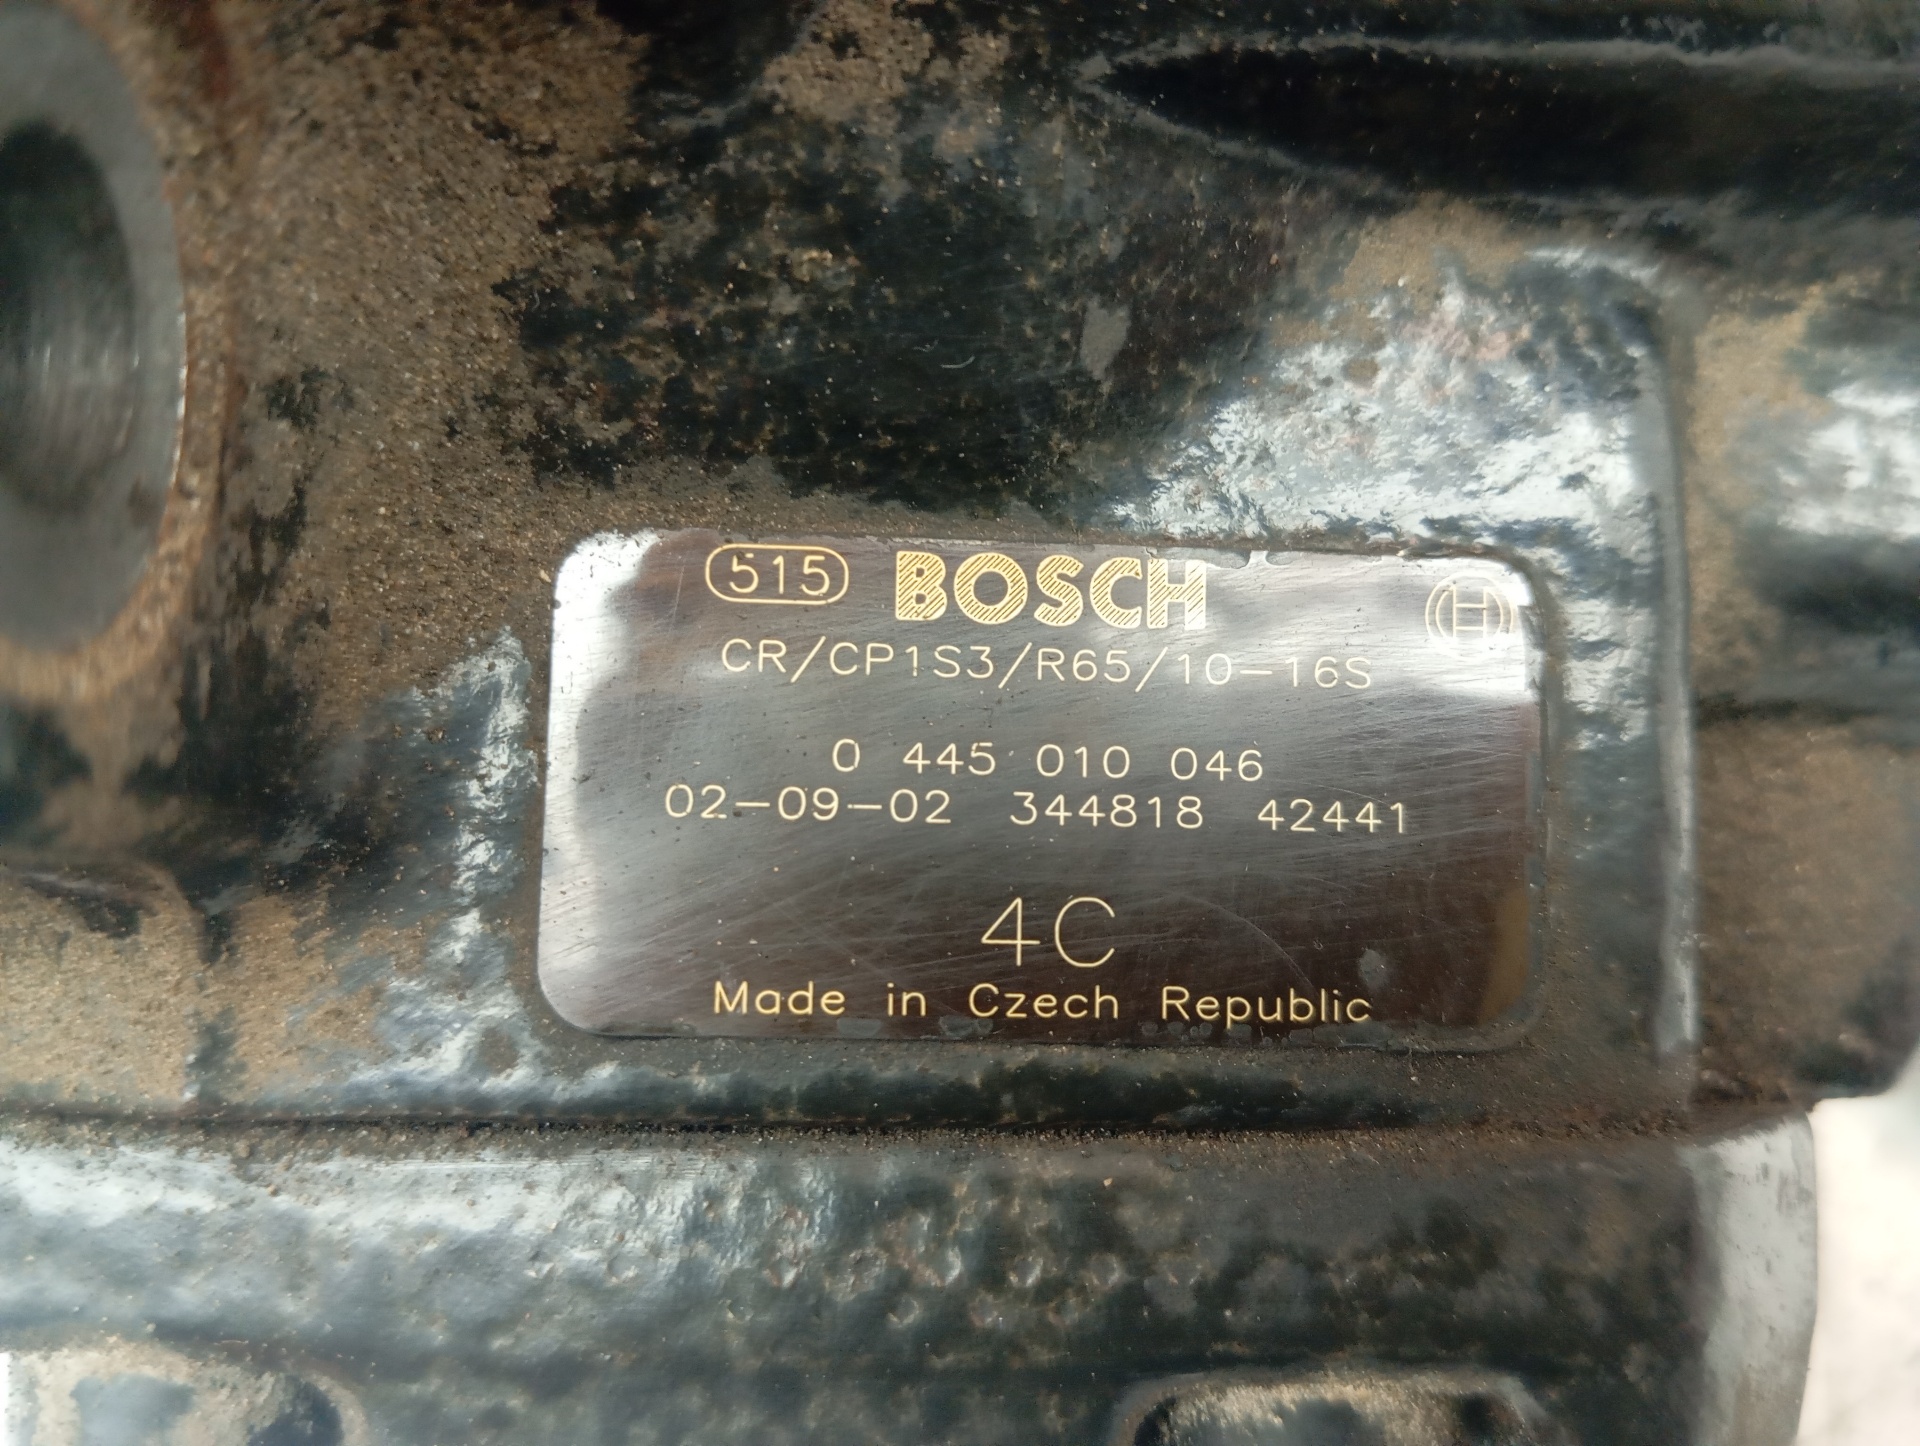 515 BOSCH
CR/CP1S3/R65/10-16S
0 445 010 046
02-09-02 344818 42441
4C
Made in Czech Republic